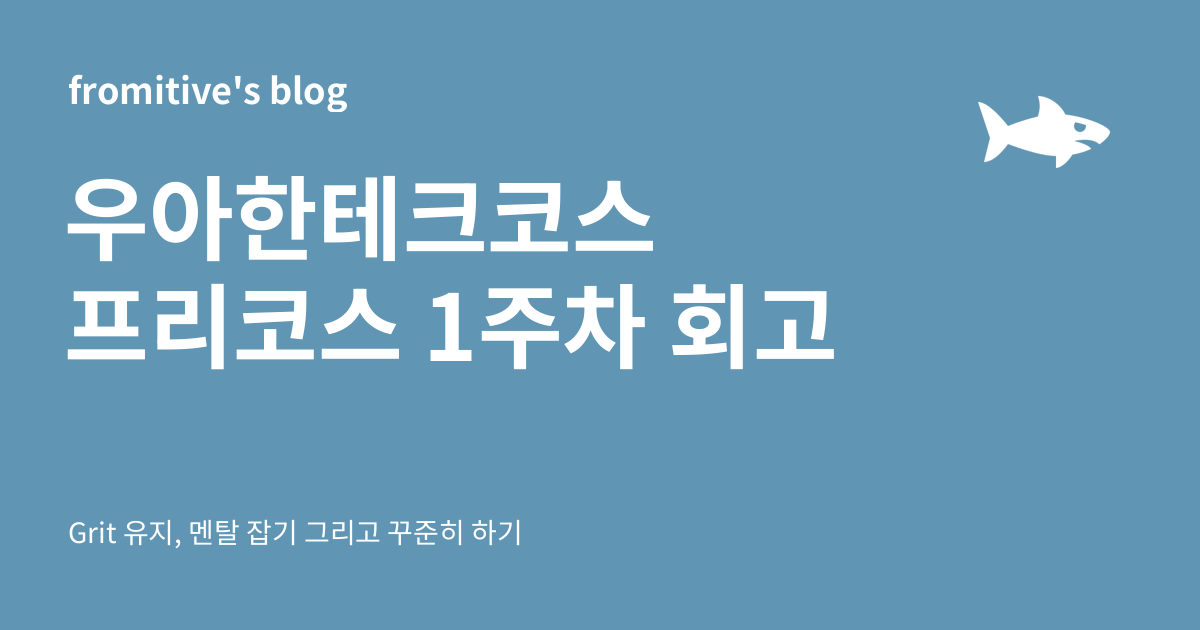 fromitive's blog
우아한테크코스
프리코스 1주차 회고
Grit 유지, 멘탈 잡기 그리고 꾸준히 하기